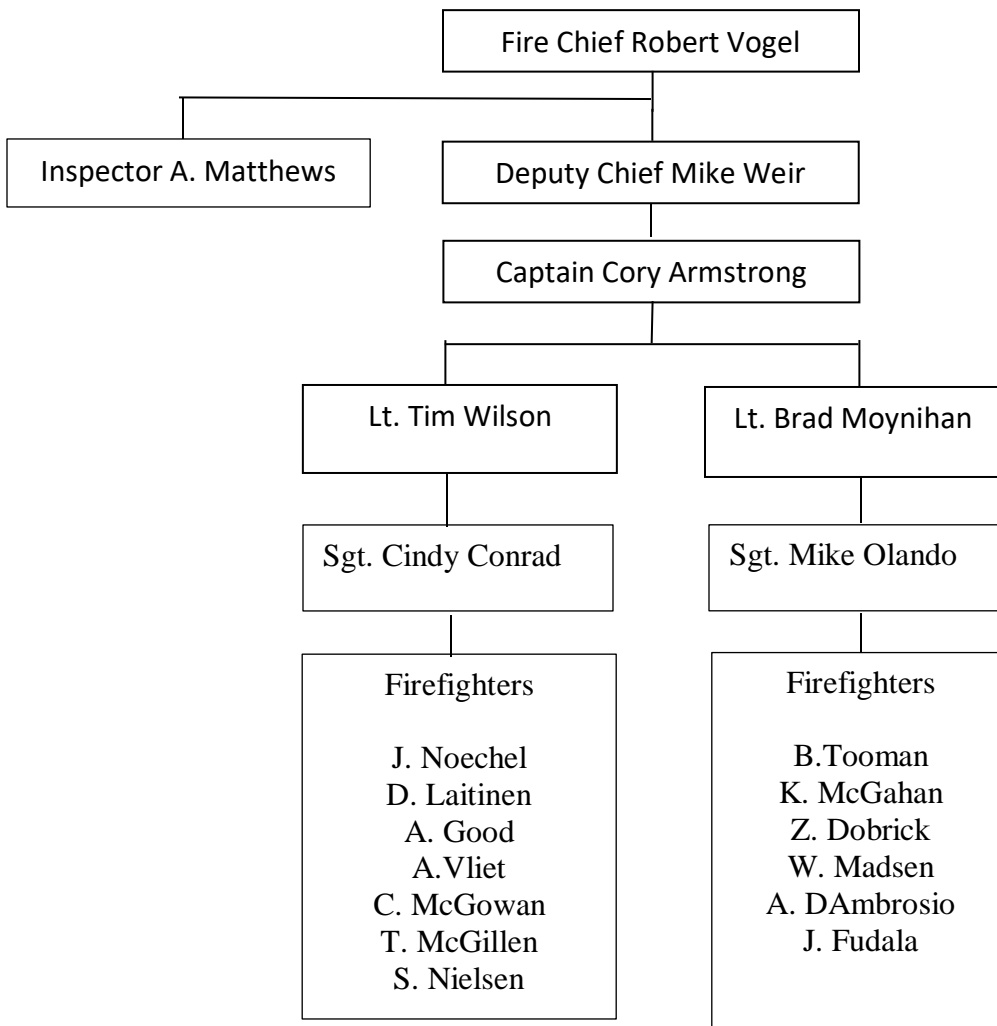 Fire Chief Robert Vogel
Inspector A. Matthews
Deputy Chief Mike Weir
Captain Cory Armstrong
Lt. Tim Wilson
Lt. Brad Moynihan
Sgt. Cindy Conrad
Sgt. Mike Olando
Firefighters
J. Noechel
D. Laitinen
A. Good
A.Vliet
C. McGowan
T. McGillen
S. Nielsen
Firefighters
B.Tooman
K. McGahan
Z. Dobrick
W. Madsen
A. DAmbrosio
J. Fudala